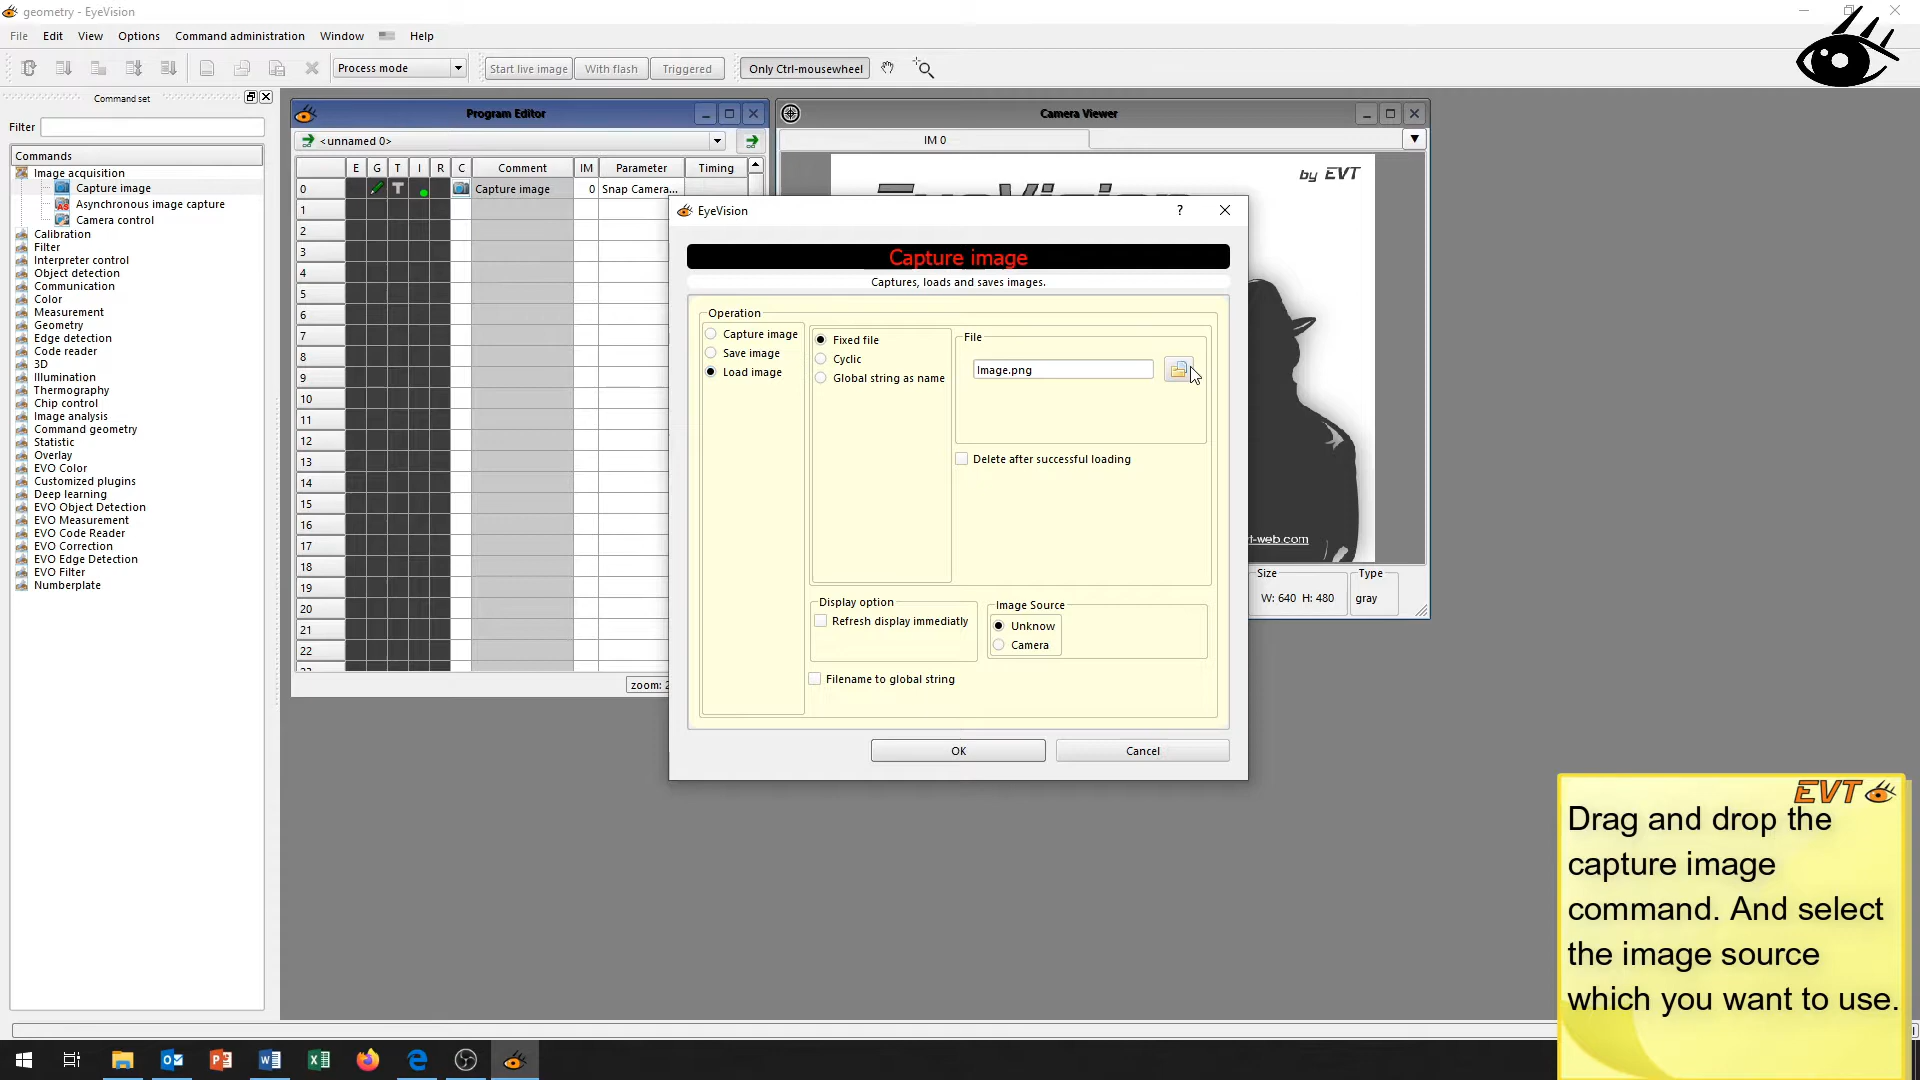 geometry - EyeVision
File Edit View Options Command administration Window Help
Process mode Start live image With flash Triggered Only Ctrl-mousewheel
Command set
Filter
Commands
Image acquisition
Capture image
Asynchronous image capture
Camera control
Calibration
Filter
Interpreter control
Object detection
Communication
Color
Measurement
Geometry
Edge detection
Code reader
3D
Illumination
Thermography
Chip control
Image analysis
Command geometry
Statistic
Overlay
EVO Color
Customized plugins
Deep learning
EVO Object Detection
EVO Measurement
EVO Code Reader
EVO Correction
EVO Edge Detection
EVO Filter
Numberplate
Program Editor
<unnamed 0>
E G T I R C Comment IM Parameter Timing
0 T Capture image 0 Snap Camera...
1
2
3
4
5
6
7
8
9
10
11
12
13
14
15
16
17
18
19
20
21
22
zoom:
Camera Viewer
IM 0
by EVT
EyeVision
Size
W: 640 H: 480
Type
gray
EyeVision ?
Capture image
Captures, loads and saves images.
Operation
Capture image
Save image
Load image
Fixed file
Cyclic
Global string as name
File
Image.png
Delete after successful loading
Display option
Refresh display immediatly
Image Source
Unknow
Camera
Filename to global string
OK Cancel
EVT
Drag and drop the
capture image
command. And select
the image source
which you want to use.